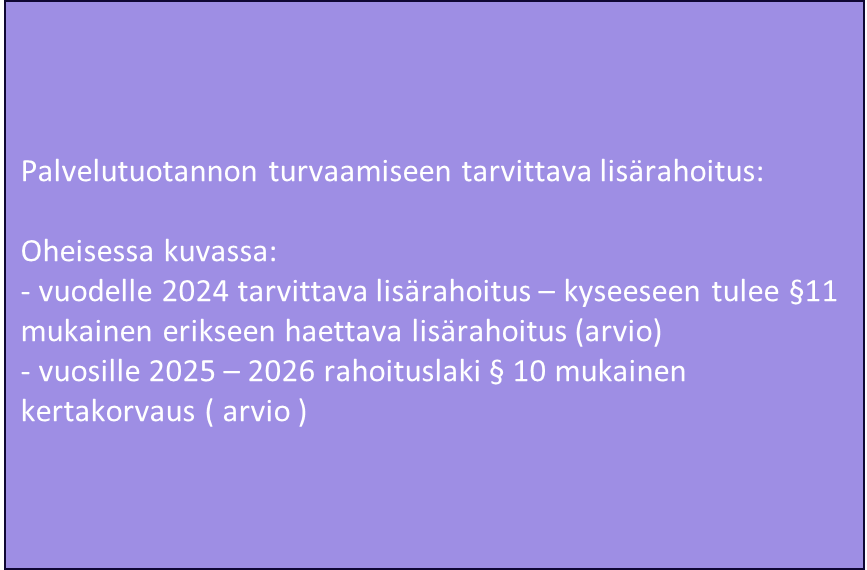 Palvelutuotannon turvaamiseen tarvittava lisärahoitus:
Oheisessa kuvassa:
- vuodelle 2024 tarvittava lisärahoitus – kyseeseen tulee §11
mukainen erikseen haettava lisärahoitus (arvio)
- vuosille 2025 – 2026 rahoituslaki § 10 mukainen
kertakorvaus ( arvio )